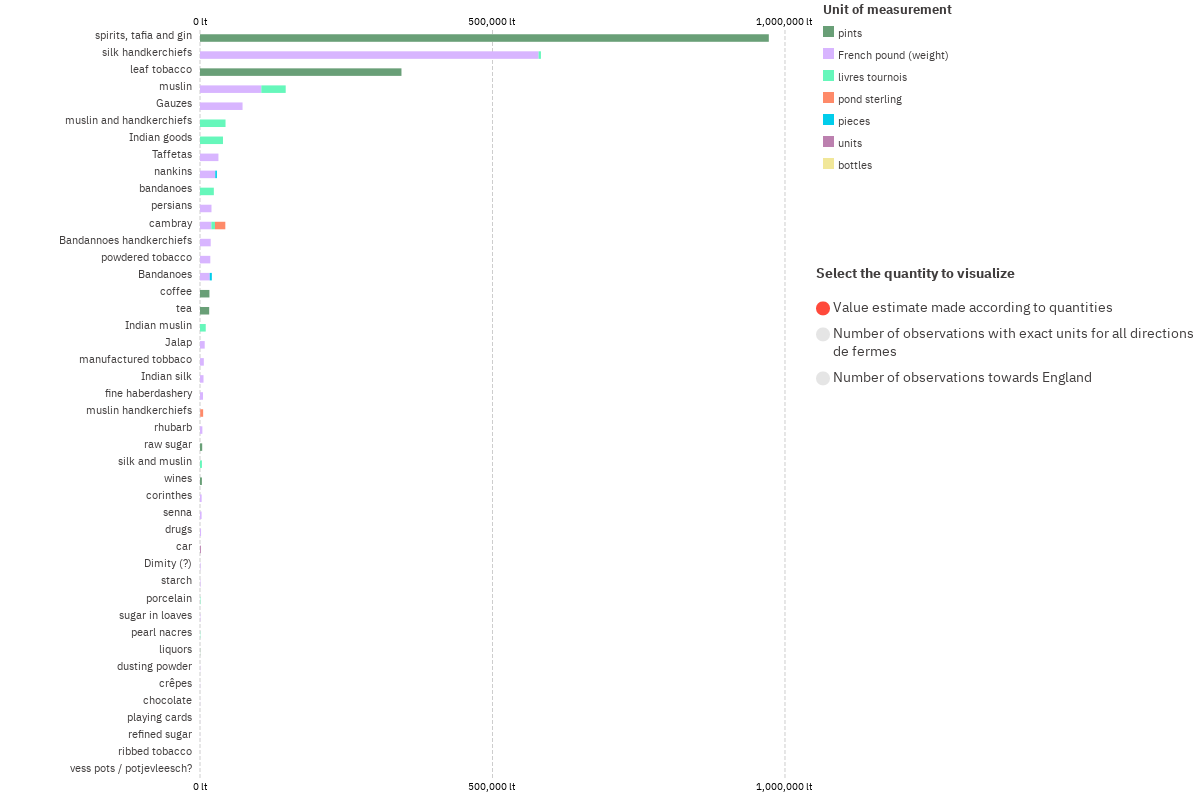 0 lt
500,000 lt
1,000,000 lt
spirits, tafia and gin
silk handkerchiefs
leaf tobacco
muslin
Gauzes
muslin and handkerchiefs
Indian goods
Taffetas
nankins
bandanoes
persians
cambray
Bandannoes handkerchiefs
powdered tobacco
Bandanoes
coffee
tea
Indian muslin
Jalap
manufactured tobbaco
Indian silk
fine haberdashery
muslin handkerchiefs
rhubarb
raw sugar
silk and muslin
wines
corinthes
senna
drugs
car
Dimity (?)
starch
porcelain
sugar in loaves
pearl nacres
liquors
dusting powder
crêpes
chocolate
playing cards
refined sugar
ribbed tobacco
vess pots / potjevleesch?
0 lt
500,000 lt
1,000,000 lt
Unit of measurement
pints
French pound (weight)
livres tournois
pond sterling
pieces
units
bottles
Select the quantity to visualize
Value estimate made according to quantities
Number of observations with exact units for all directions
de fermes
Number of observations towards England